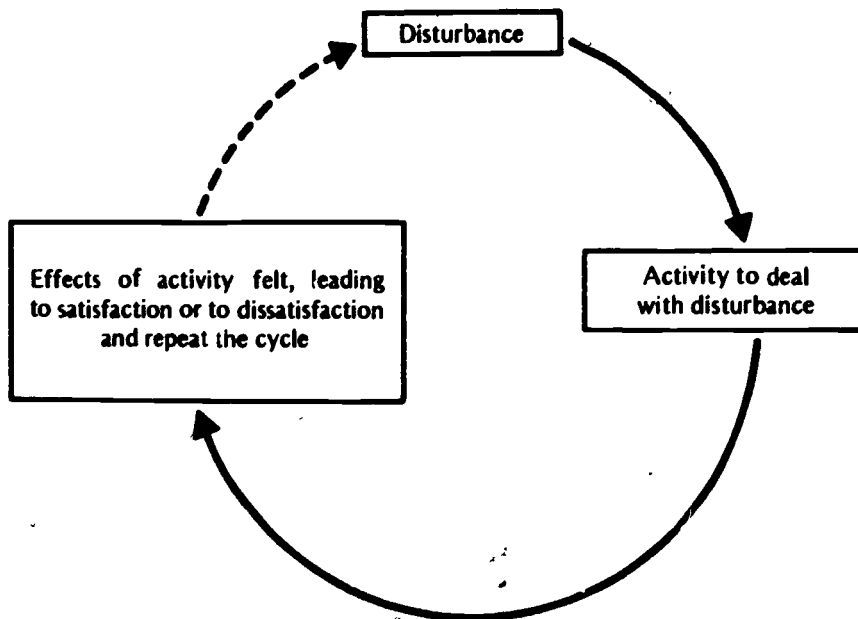 Disturbance
Activity to deal
with disturbance
Effects of activity felt, leading
to satisfaction or to dissatisfaction
and repeat the cycle